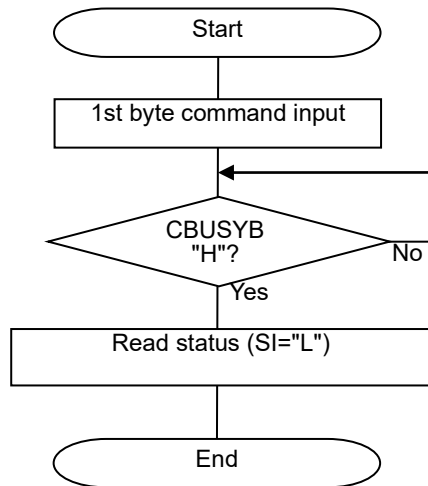 Start
1st byte command input
CBUSYB
"H"?
No
Yes
Read status (SI="L")
End